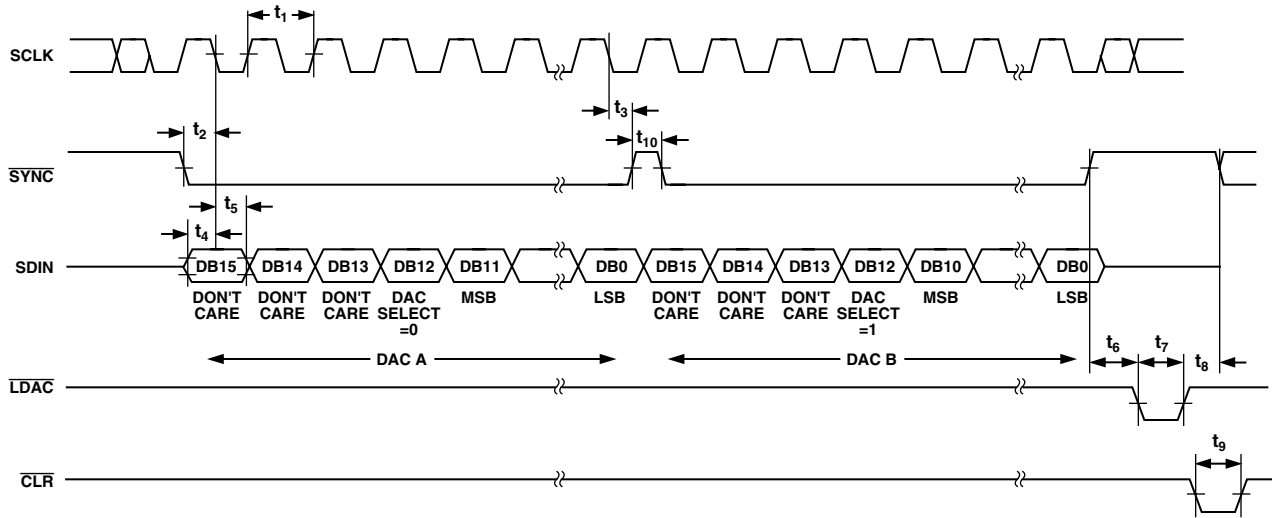 t1
SCLK
t3
t2
t10
SYNC
t5
t4
SDIN
DB15 DB14 DB13 DB12 DB11 DB0 DB15 DB14 DB13 DB12 DB10 DB0
DON'T CARE
DON'T CARE
DON'T CARE
DAC SELECT =0
MSB
LSB
DON'T CARE
DON'T CARE
DON'T CARE
DAC SELECT =1
MSB
LSB
DAC A
DAC B
t6
t7
t8
LDAC
t9
CLR